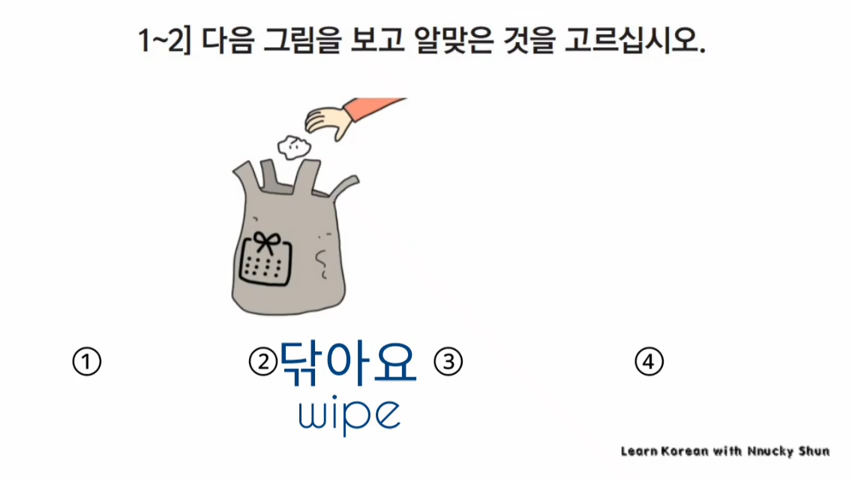 1~2] 다음 그림을 보고 알맞은 것을 고르십시오.
① ②닦아요 ③ ④
wipe
Learn Korean with Nnucky Shun